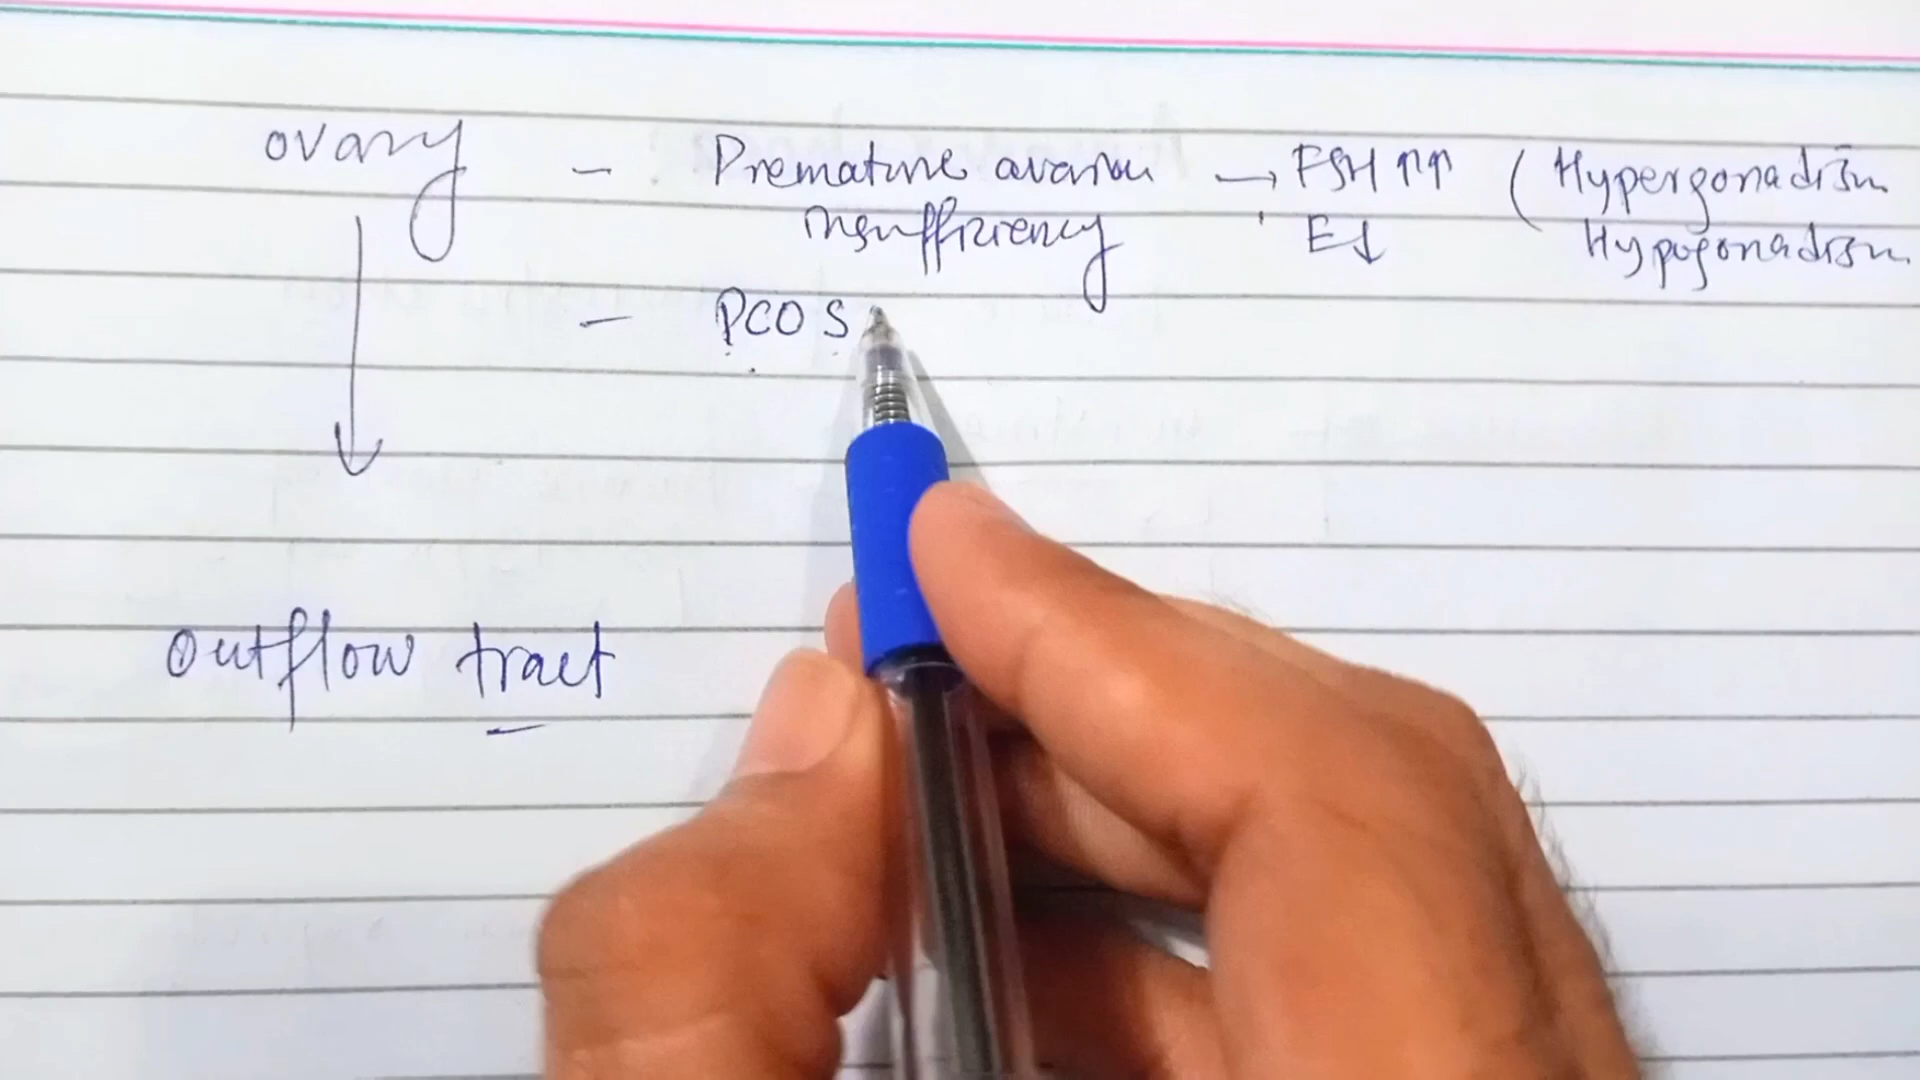 ovary - Premature ovarian → FSH ↑↑ ( Hypergonadism
insufficiency E↓ Hypogonadism
- PCOS
outflow tract